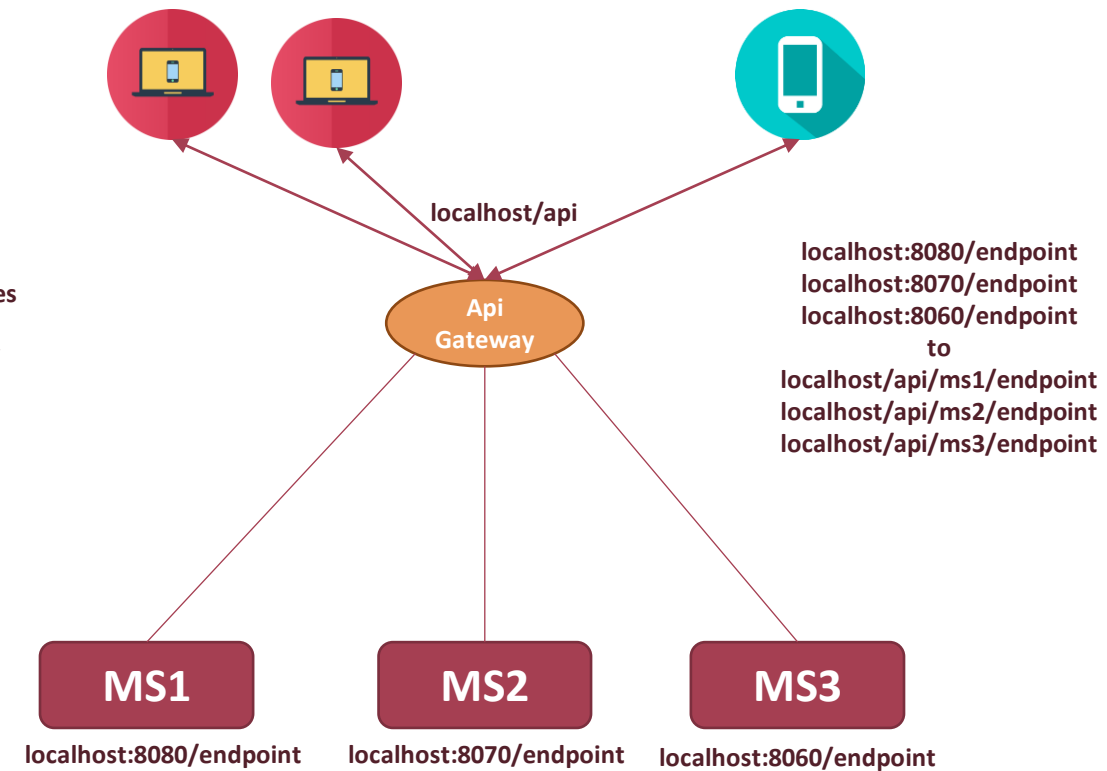 localhost/api
localhost:8080/endpoint
localhost:8070/endpoint
localhost:8060/endpoint
to
localhost/api/ms1/endpoint
localhost/api/ms2/endpoint
localhost/api/ms3/endpoint
es
Api
Gateway
MS1
MS2
MS3
localhost:8080/endpoint
localhost:8070/endpoint
localhost:8060/endpoint